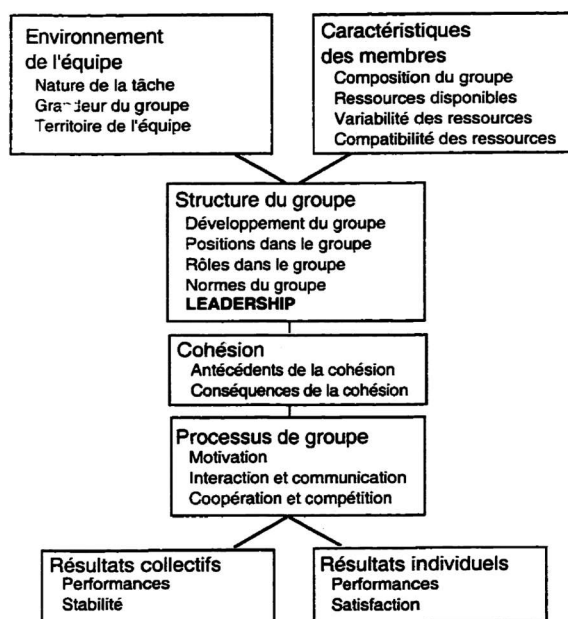 Environnement
de l'équipe
Nature de la tâche
Grandeur du groupe
Territoire de l'équipe
Caractéristiques
des membres
Composition du groupe
Ressources disponibles
Variabilité des ressources
Compatibilité des ressources
Structure du groupe
Développement du groupe
Positions dans le groupe
Rôles dans le groupe
Normes du groupe
LEADERSHIP
Cohésion
Antécédents de la cohésion
Conséquences de la cohésion
Processus de groupe
Motivation
Interaction et communication
Coopération et compétition
Résultats collectifs
Performances
Stabilité
Résultats individuels
Performances
Satisfaction